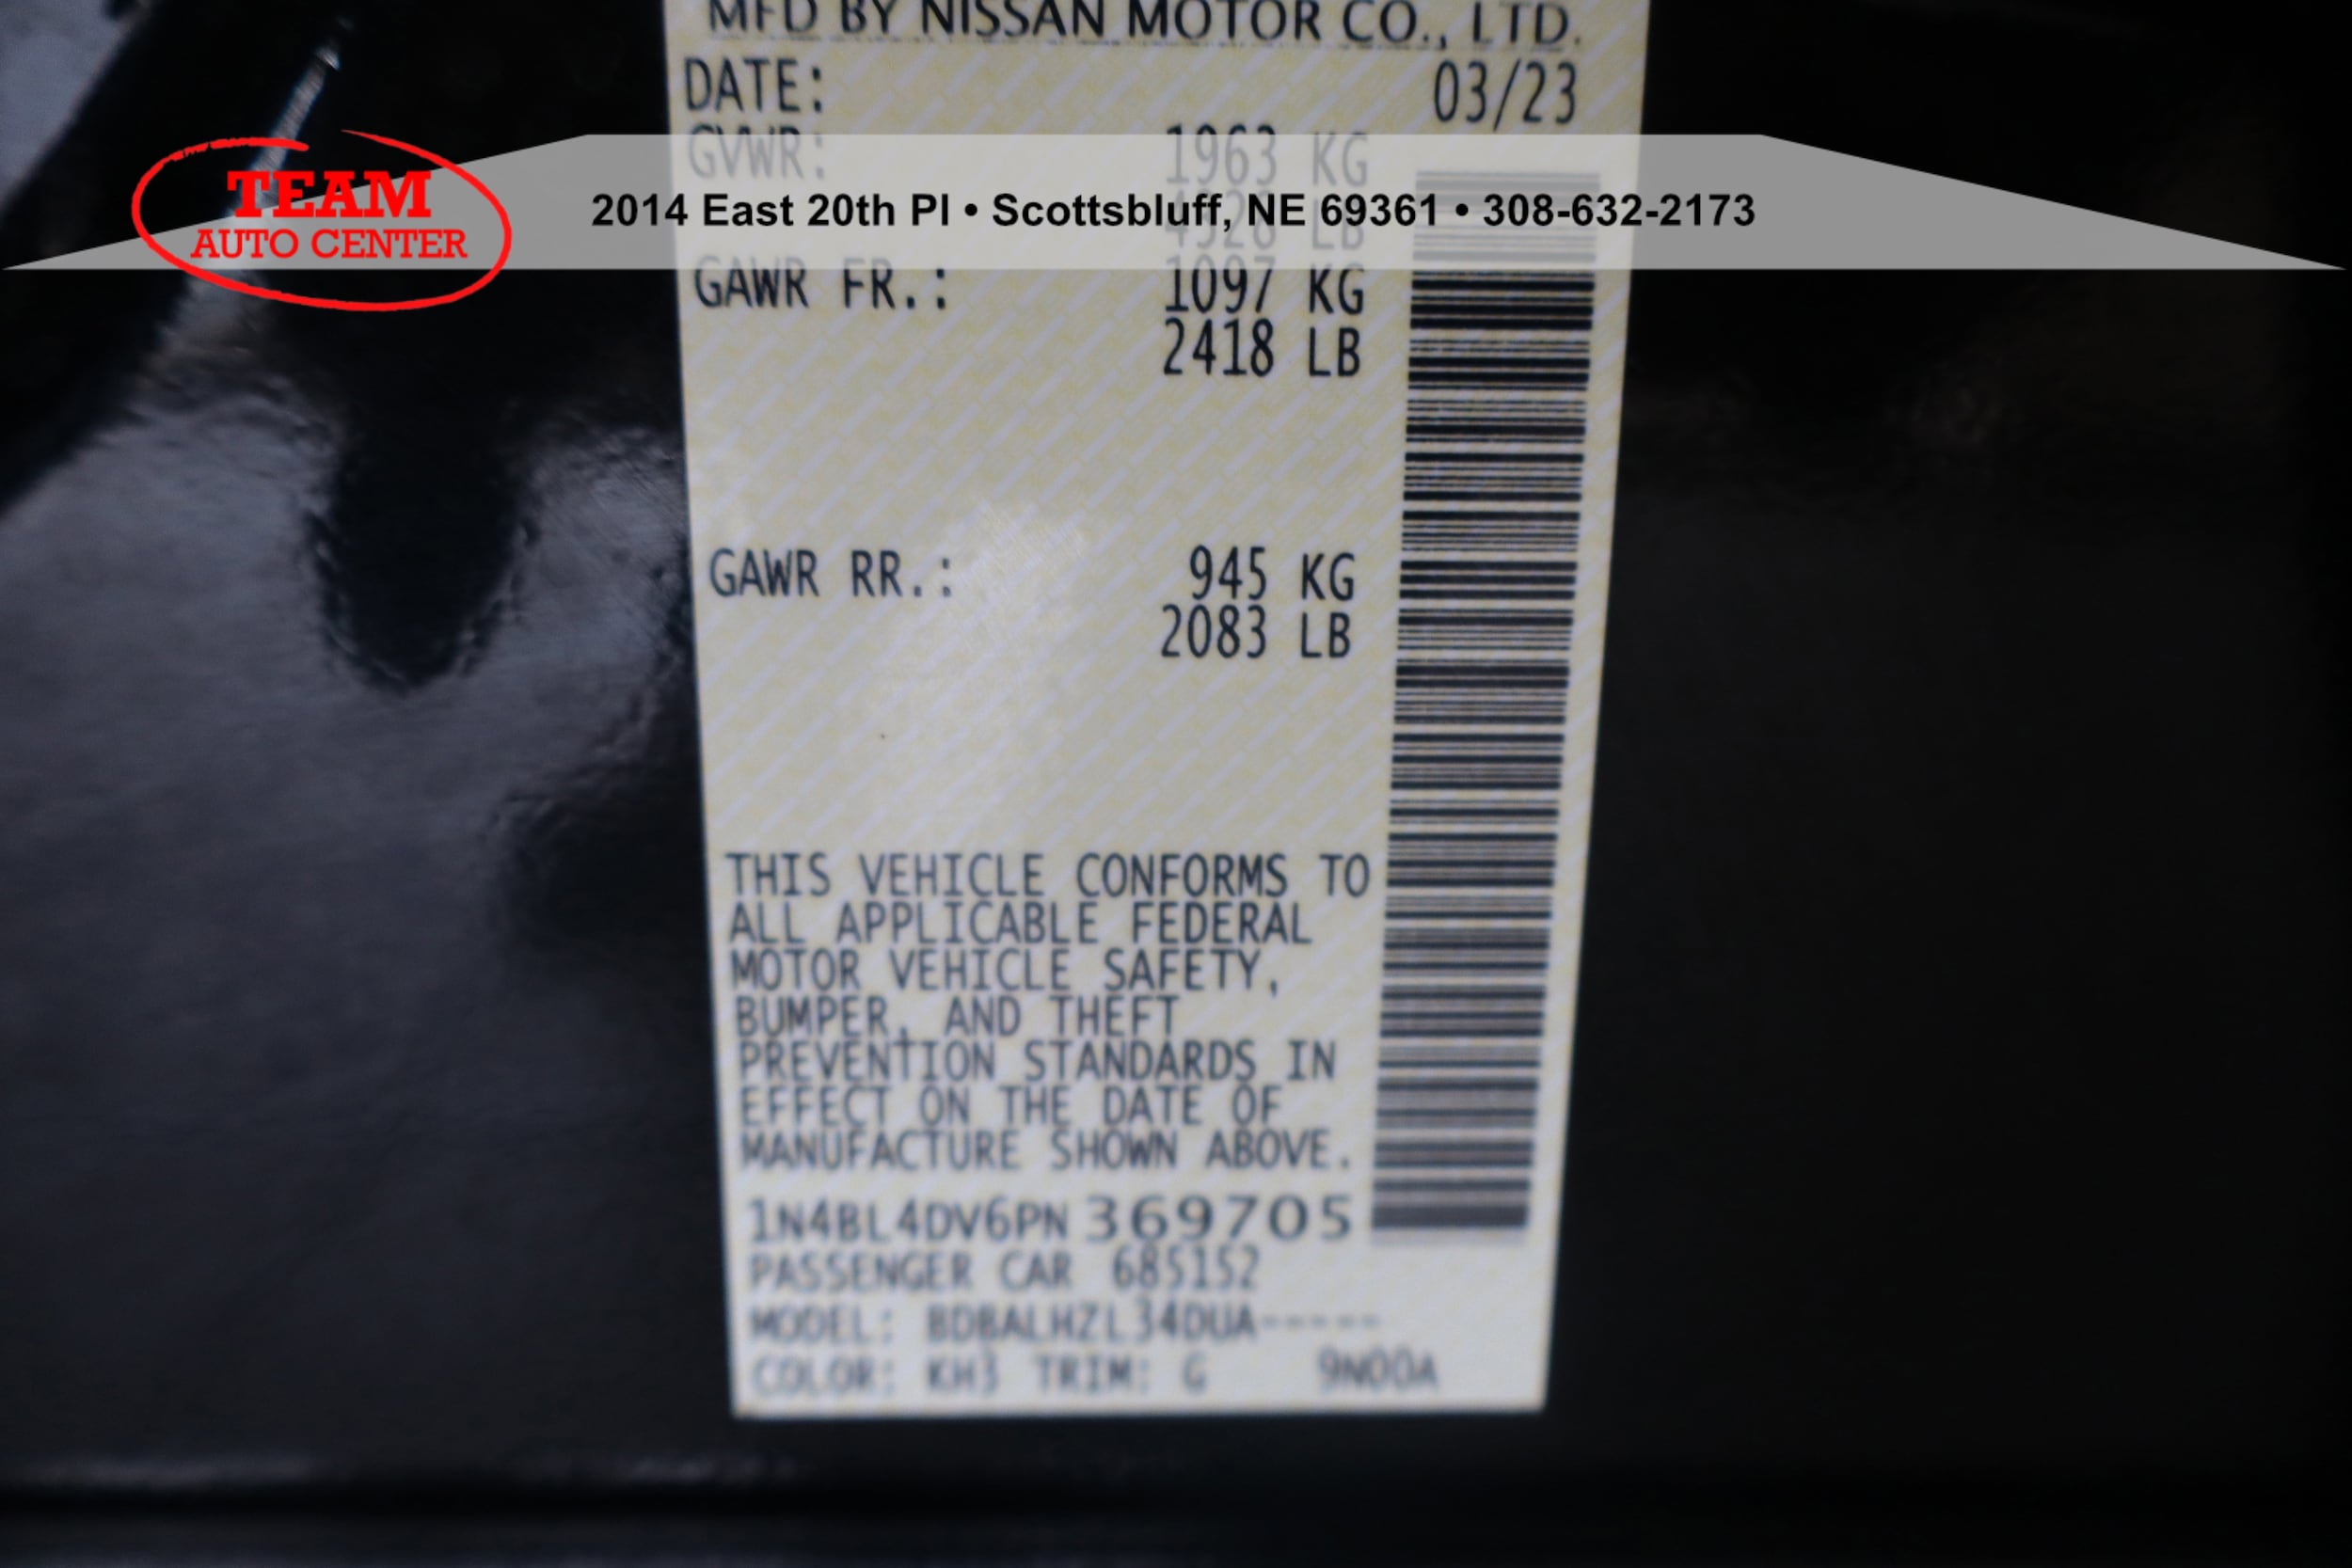 MFD BY NISSAN MOTOR CO., LTD.
DATE: 03/23
GVWR: 1963 KG
TEAM
AUTO CENTER
2014 East 20th Pl • Scottsbluff, NE 69361 • 308-632-2173
4328 LB
GAWR FR.: 1097 KG
2418 LB
GAWR RR.: 945 KG
2083 LB
THIS VEHICLE CONFORMS TO
ALL APPLICABLE FEDERAL
MOTOR VEHICLE SAFETY,
BUMPER, AND THEFT
PREVENTION STANDARDS IN
EFFECT ON THE DATE OF
MANUFACTURE SHOWN ABOVE.
1N4BL4DV6PN369705
PASSENGER CAR 685152
MODEL: BDBALHZL34DUA-----
COLOR: KH3 TRIM: G 9N00A